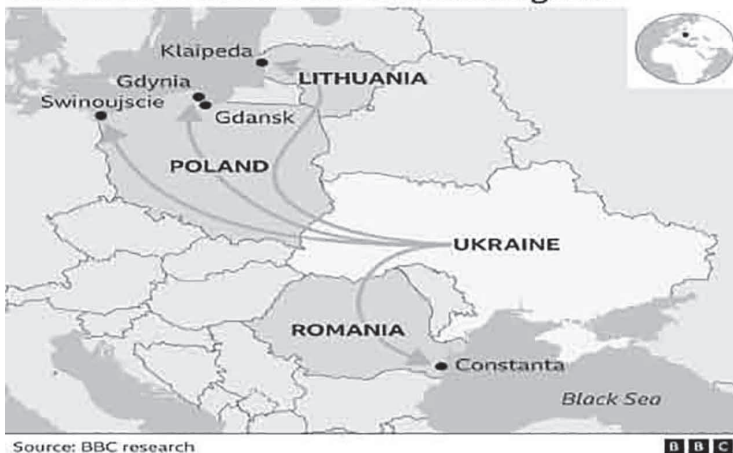 Klaipeda
LITHUANIA
Gdynia
Swinoujscie
Gdansk
POLAND
UKRAINE
ROMANIA
Constanta
Black Sea
Source: BBC research
BBC